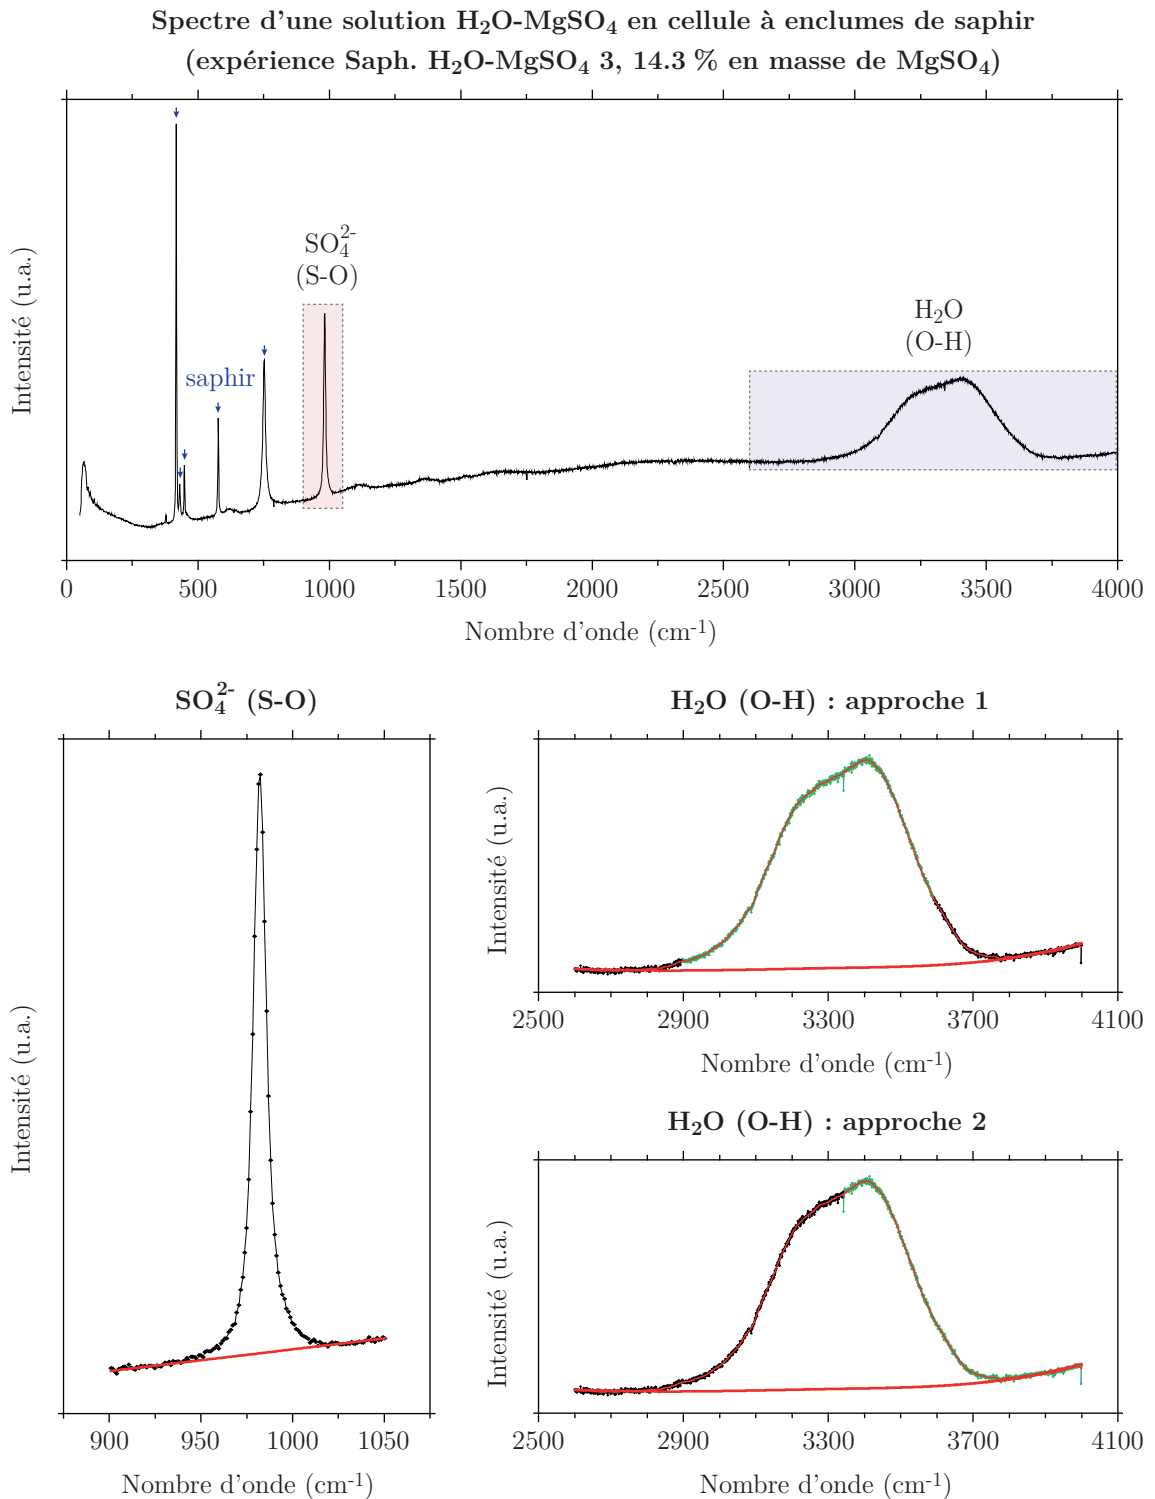 Spectre d'une solution H₂O-MgSO₄ en cellule à enclumes de saphir
(expérience Saph. H₂O-MgSO₄ 3, 14.3 % en masse de MgSO₄)
Intensité (u.a.)
saphir
SO₄²⁻
(S-O)
H₂O
(O-H)
0 500 1000 1500 2000 2500 3000 3500 4000
Nombre d'onde (cm⁻¹)
SO₄²⁻ (S-O)
Intensité (u.a.)
900 950 1000 1050
Nombre d'onde (cm⁻¹)
H₂O (O-H) : approche 1
Intensité (u.a.)
2500 2900 3300 3700 4100
Nombre d'onde (cm⁻¹)
H₂O (O-H) : approche 2
Intensité (u.a.)
2500 2900 3300 3700 4100
Nombre d'onde (cm⁻¹)